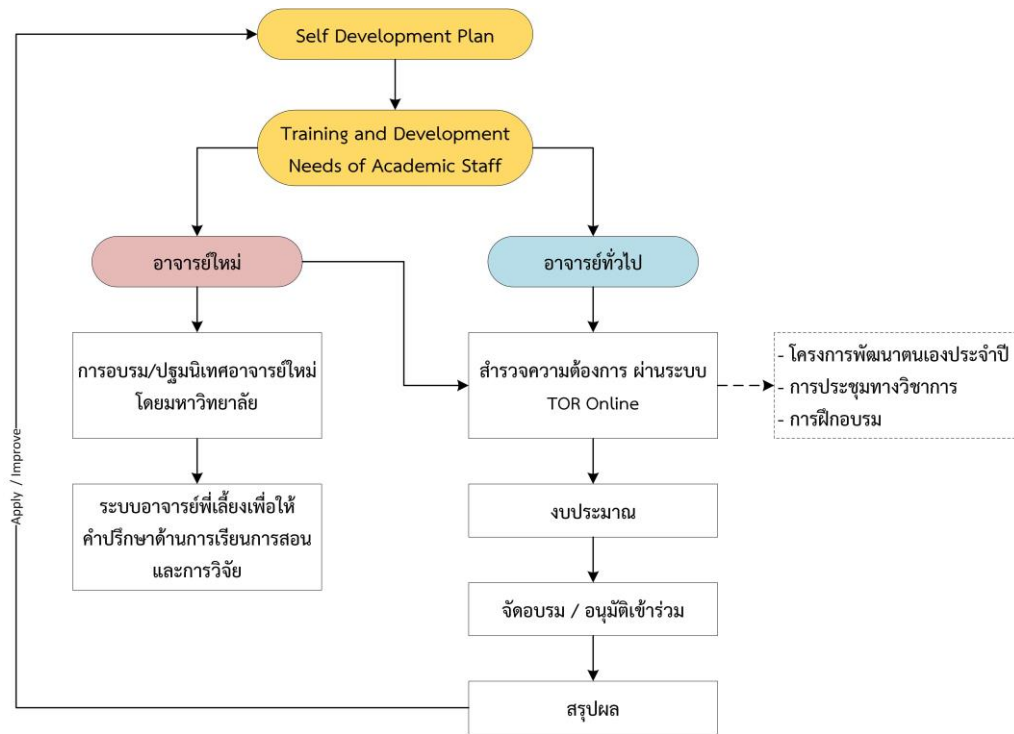 Self Development Plan
Training and Development
Needs of Academic Staff
อาจารย์ใหม่
อาจารย์ทั่วไป
การอบรม/ปฐมนิเทศอาจารย์ใหม่
โดยมหาวิทยาลัย
สำรวจความต้องการ ผ่านระบบ
TOR Online
- โครงการพัฒนาตนเองประจำปี
- การประชุมทางวิชาการ
- การฝึกอบรม
ระบบอาจารย์พี่เลี้ยงเพื่อให้
คำปรึกษาด้านการเรียนการสอน
และการวิจัย
งบประมาณ
จัดอบรม / อนุมัติเข้าร่วม
สรุปผล
Apply / Improve